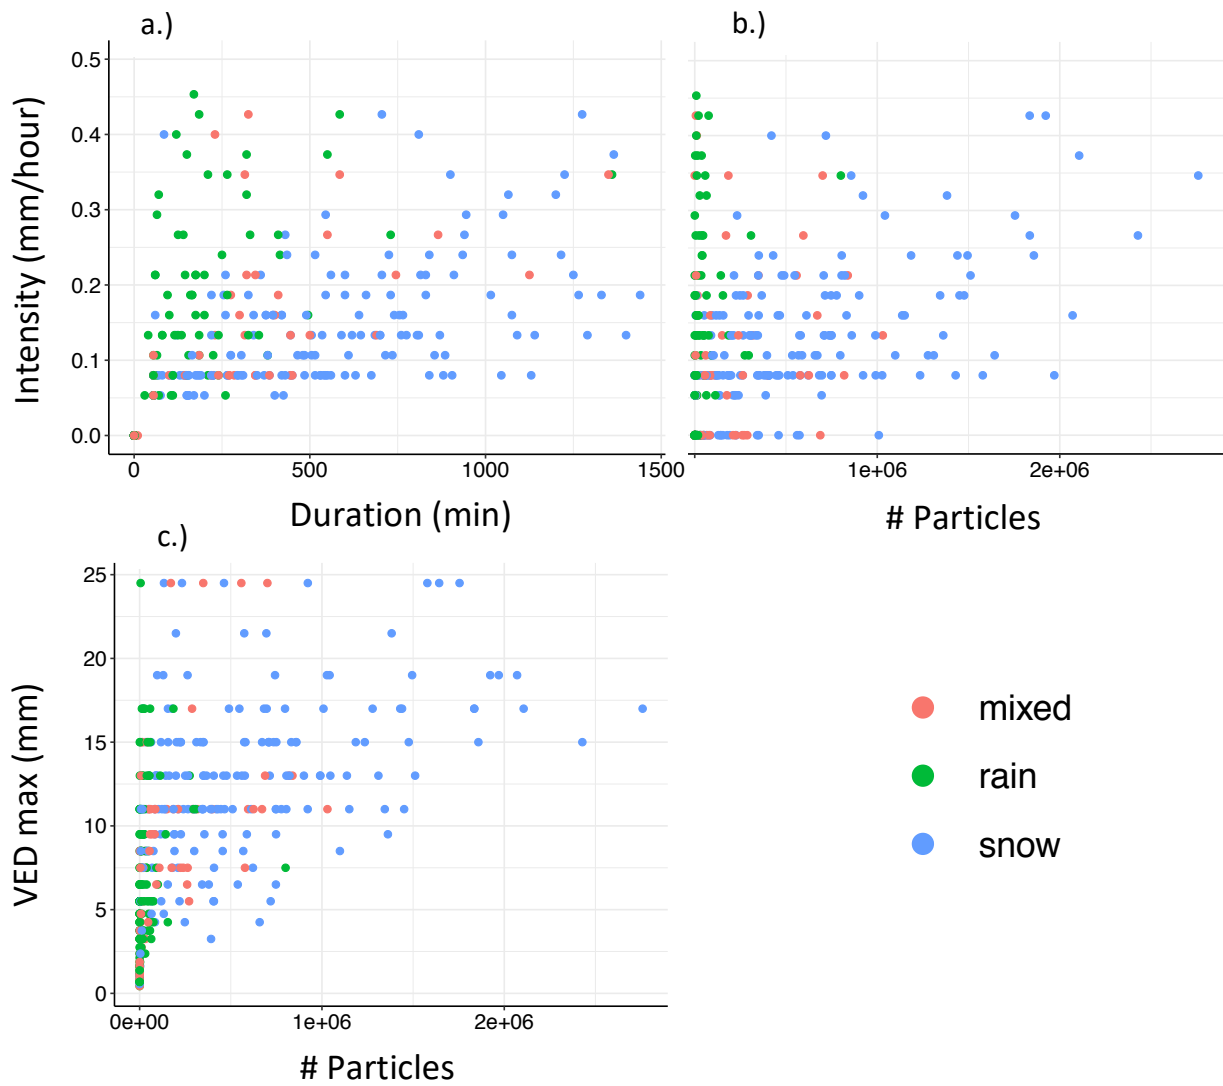 a.)
b.)
0.5
0.4
0.3
0.2
0.1
0.0
Intensity (mm/hour)
0 500 1000 1500
1e+06 2e+06
Duration (min)
# Particles
c.)
25
20
15
10
5
0
VED max (mm)
0e+00 1e+06 2e+06
# Particles
mixed
rain
snow